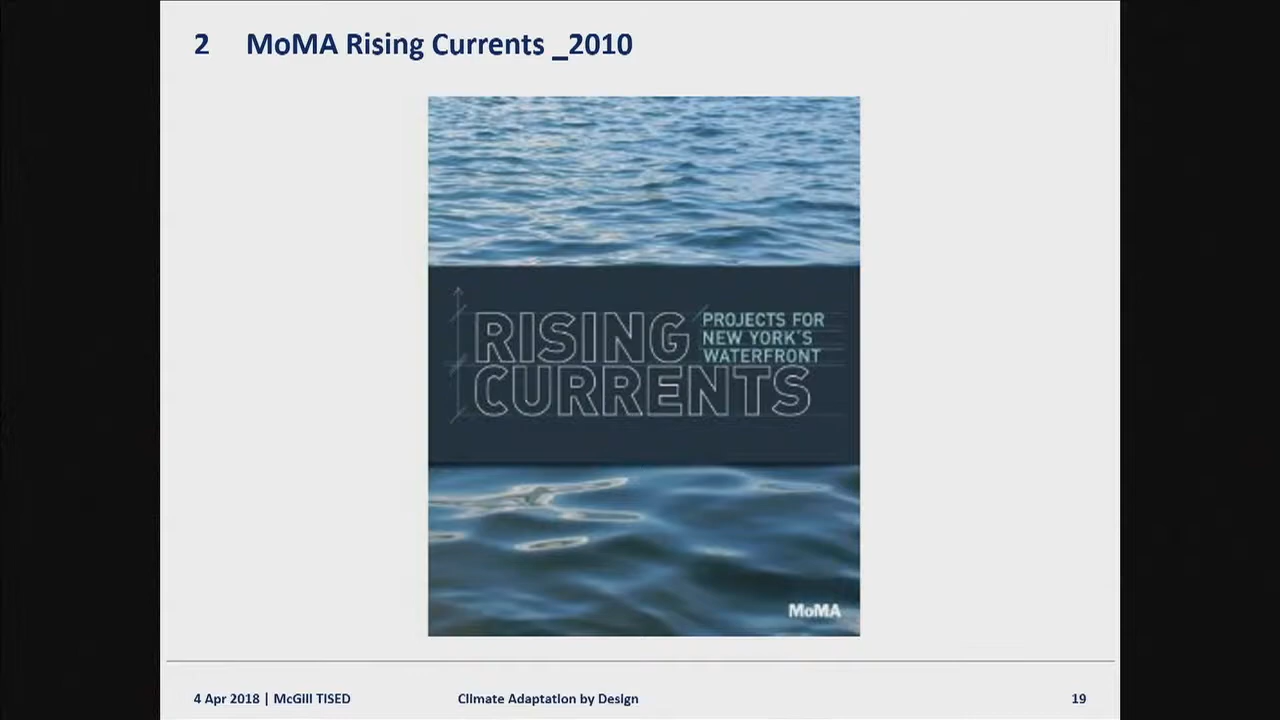 2 MoMA Rising Currents _2010
RISING
PROJECTS FOR
NEW YORK'S
WATERFRONT
CURRENTS
MoMA
4 Apr 2018 | McGill TISED Climate Adaptation by Design 19